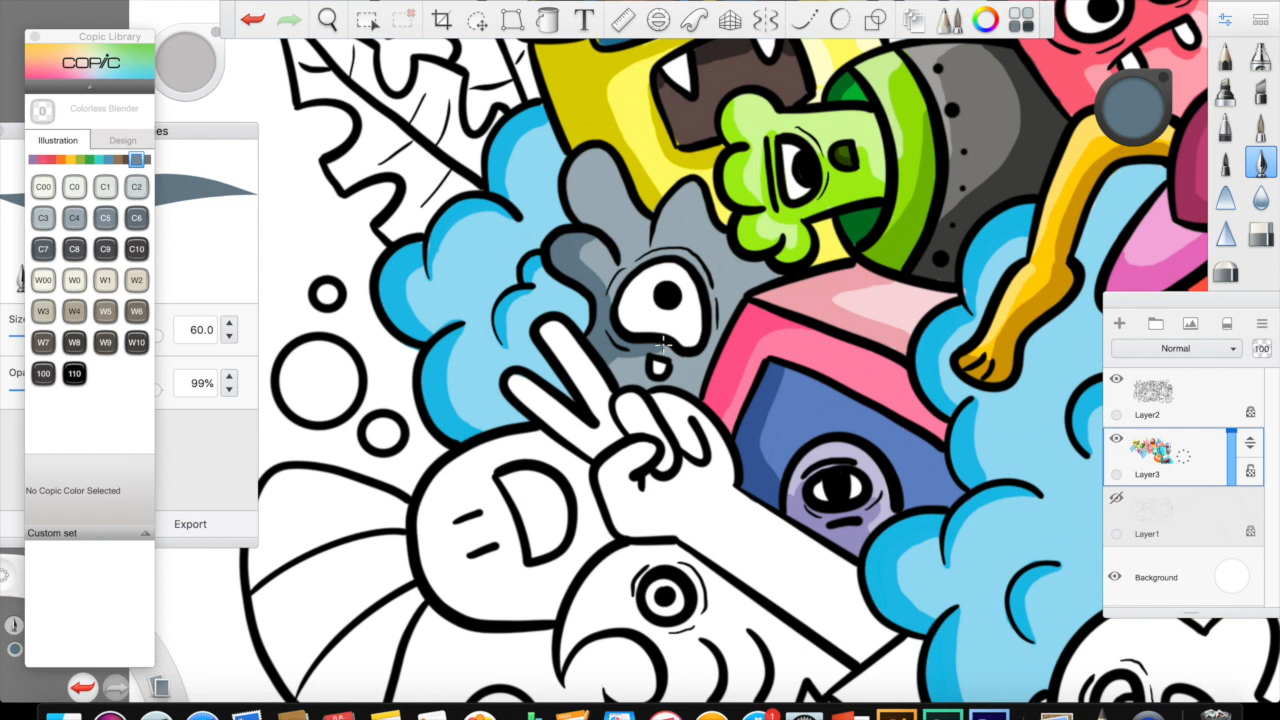 Copic Library
COPIC
0
Colorless Blender
Illustration
Design
C00 C0 C1 C2
C3 C4 C5 C6
C7 C8 C9 C10
W00 W0 W1 W2
W3 W4 W5 W6
W7 W8 W9 W10
100 110
No Copic Color Selected
Custom set
es
60.0
99%
Export
T
Normal
100
Layer2
Layer3
Layer1
Background
1